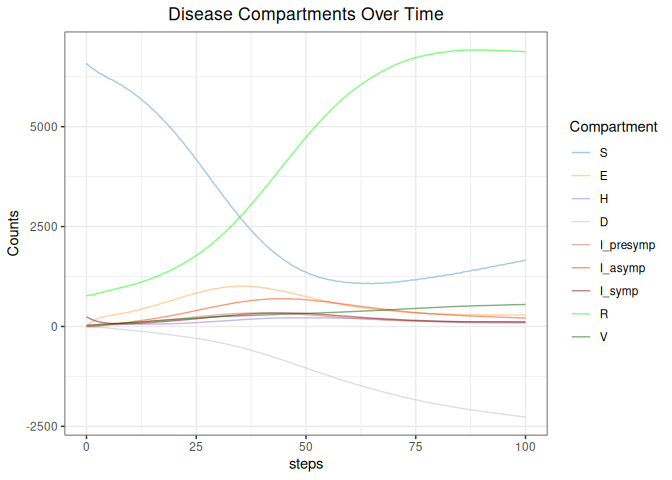 Disease Compartments Over Time
Counts
5000
2500
0
-2500
0 25 50 75 100
steps
Compartment
S
E
H
D
I_presymp
I_asymp
I_symp
R
V